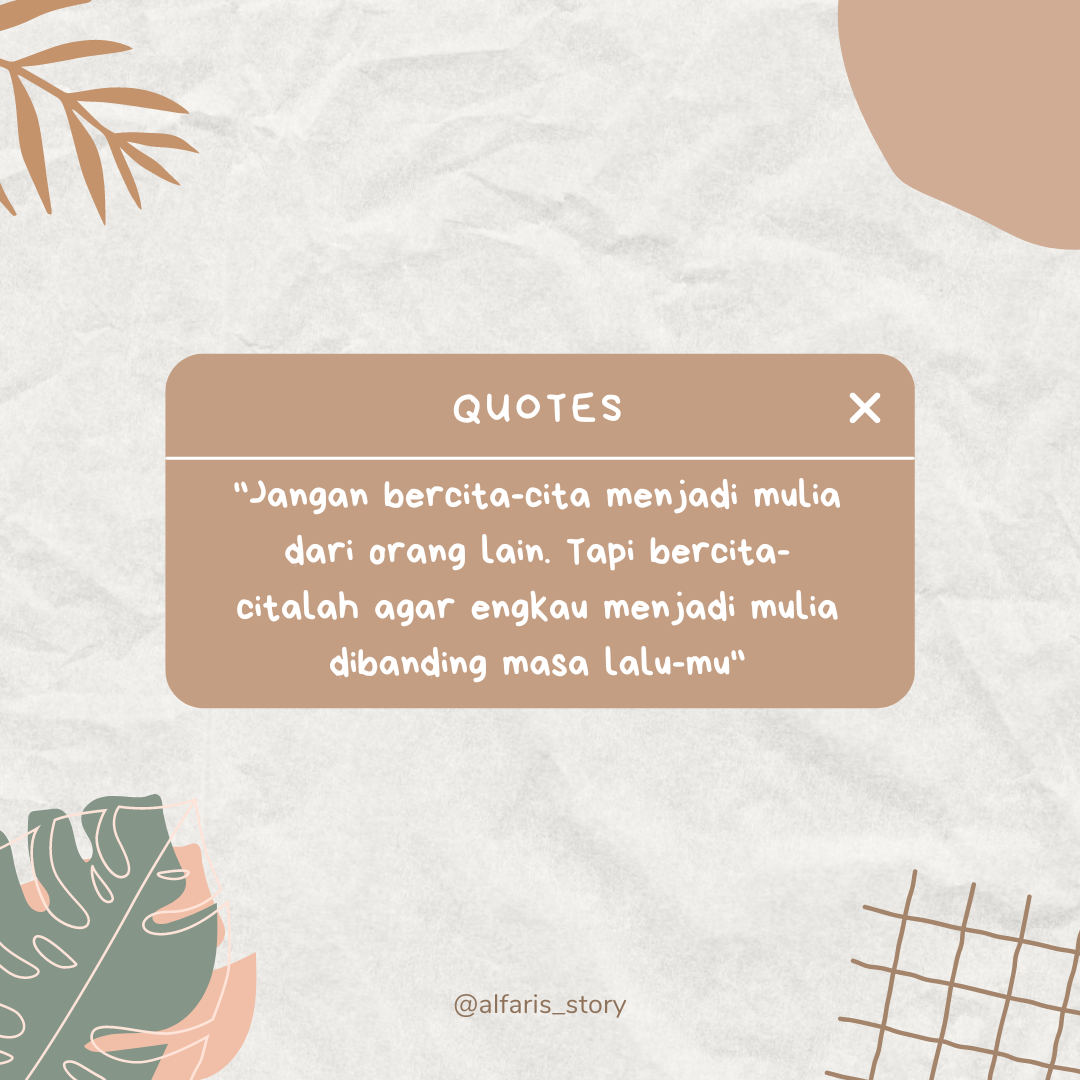 QUOTES
"Jangan bercita-cita menjadi mulia
dari orang lain. Tapi bercita-
citalah agar engkau menjadi mulia
dibanding masa lalu-mu"
@alfaris_story